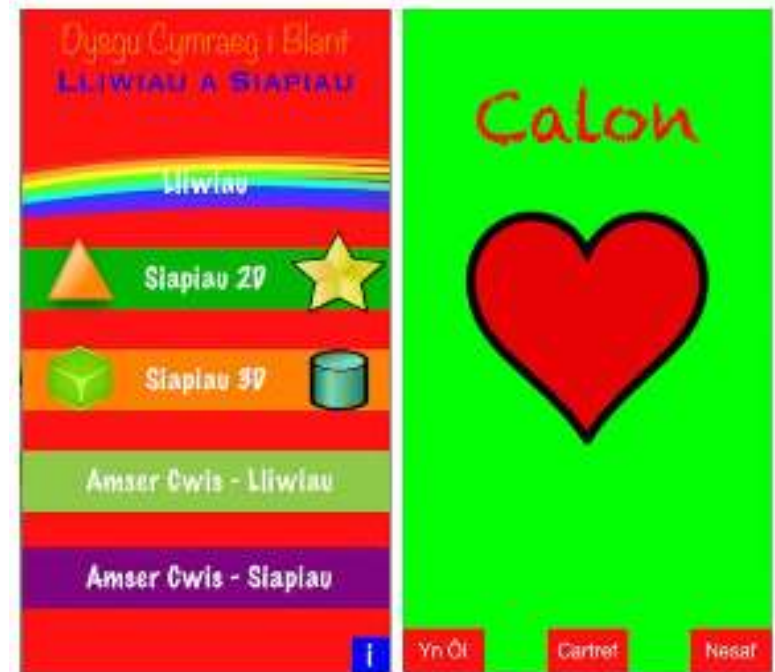 Dysgu Cymraeg i Blant
LLIWIAU A SIAPIAU
Lliwiau
Siapiau 2D
Siapiau 3D
Amser Cwis - Lliwiau
Amser Cwis - Siapiau
i
Calon
Yn Ôl
Cartref
Nesaf